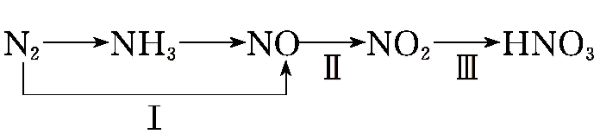 N₂ → NH₃ → NO → NO₂ → HNO₃
Ⅱ Ⅲ
Ⅰ